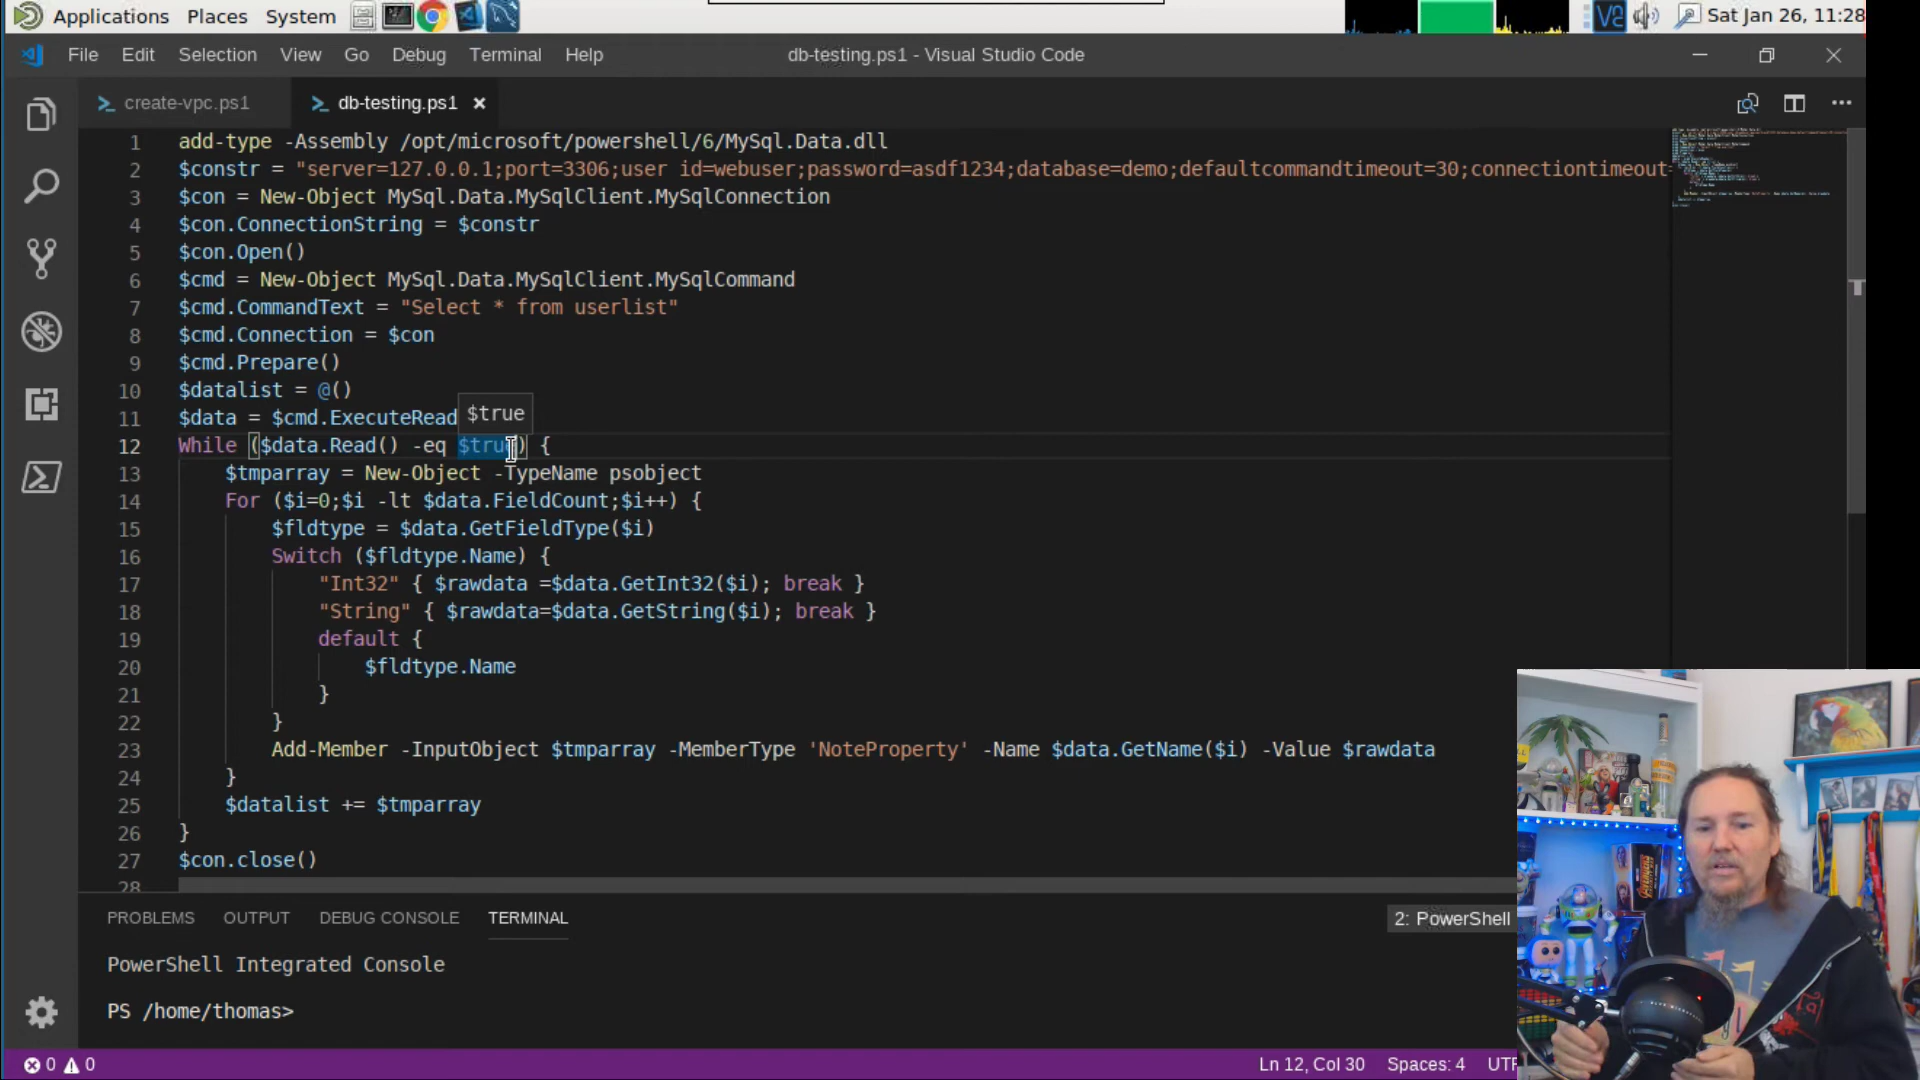 Applications Places System Sat Jan 26, 11:28
File Edit Selection View Go Debug Terminal Help db-testing.ps1 - Visual Studio Code
create-vpc.ps1 db-testing.ps1
1 add-type -Assembly /opt/microsoft/powershell/6/MySql.Data.dll
2 $constr = "server=127.0.0.1;port=3306;user id=webuser;password=asdf1234;database=demo;defaultcommandtimeout=30;connectiontimeout
3 $con = New-Object MySql.Data.MySqlClient.MySqlConnection
4 $con.ConnectionString = $constr
5 $con.Open()
6 $cmd = New-Object MySql.Data.MySqlClient.MySqlCommand
7 $cmd.CommandText = "Select * from userlist"
8 $cmd.Connection = $con
9 $cmd.Prepare()
10 $datalist = @()
$true
11 $data = $cmd.ExecuteRead
12 While ($data.Read() -eq $true) {
13 $tmparray = New-Object -TypeName psobject
14 For ($i=0;$i -lt $data.FieldCount;$i++) {
15 $fldtype = $data.GetFieldType($i)
16 Switch ($fldtype.Name) {
17 "Int32" { $rawdata =$data.GetInt32($i); break }
18 "String" { $rawdata=$data.GetString($i); break }
19 default {
20 $fldtype.Name
21 }
22 }
23 Add-Member -InputObject $tmparray -MemberType 'NoteProperty' -Name $data.GetName($i) -Value $rawdata
24 }
25 $datalist += $tmparray
26 }
27 $con.close()
28
PROBLEMS OUTPUT DEBUG CONSOLE TERMINAL 2: PowerShell
PowerShell Integrated Console
PS /home/thomas>
0 0 Ln 12, Col 30 Spaces: 4 UTF